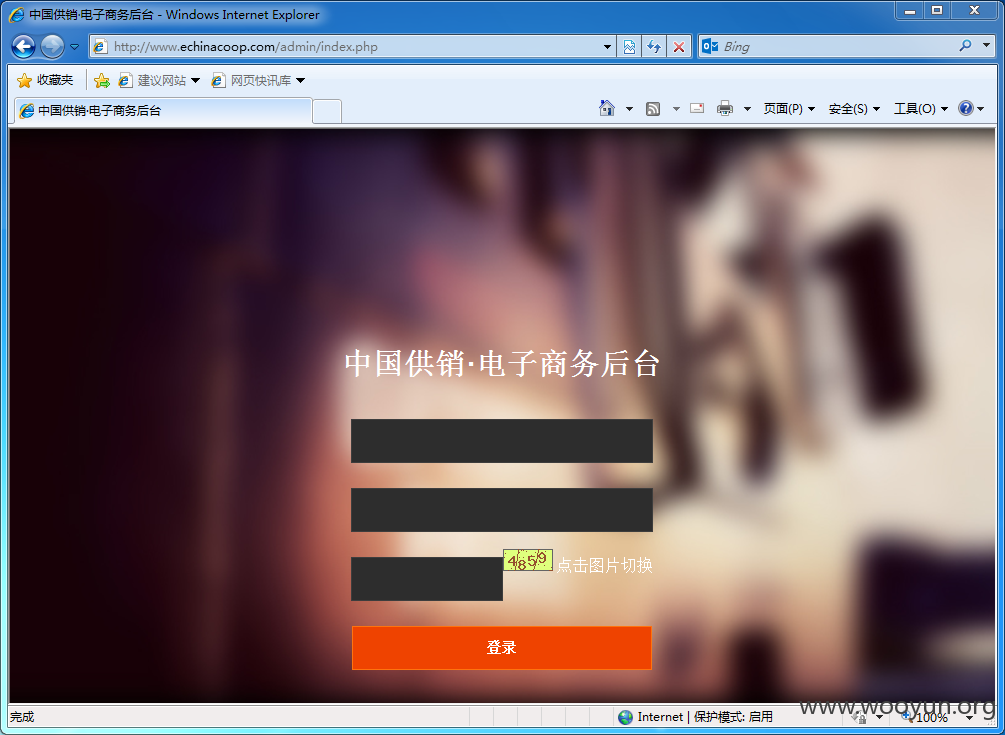 中国供销·电子商务后台 - Windows Internet Explorer
http://www.echinacoop.com/admin/index.php
Bing
收藏夹 建议网站 网页快讯库
中国供销·电子商务后台
页面(P) 安全(S) 工具(O)
中国供销·电子商务后台
4859 点击图片切换
登录
www.wooyun.org
完成 Internet | 保护模式: 启用 100%